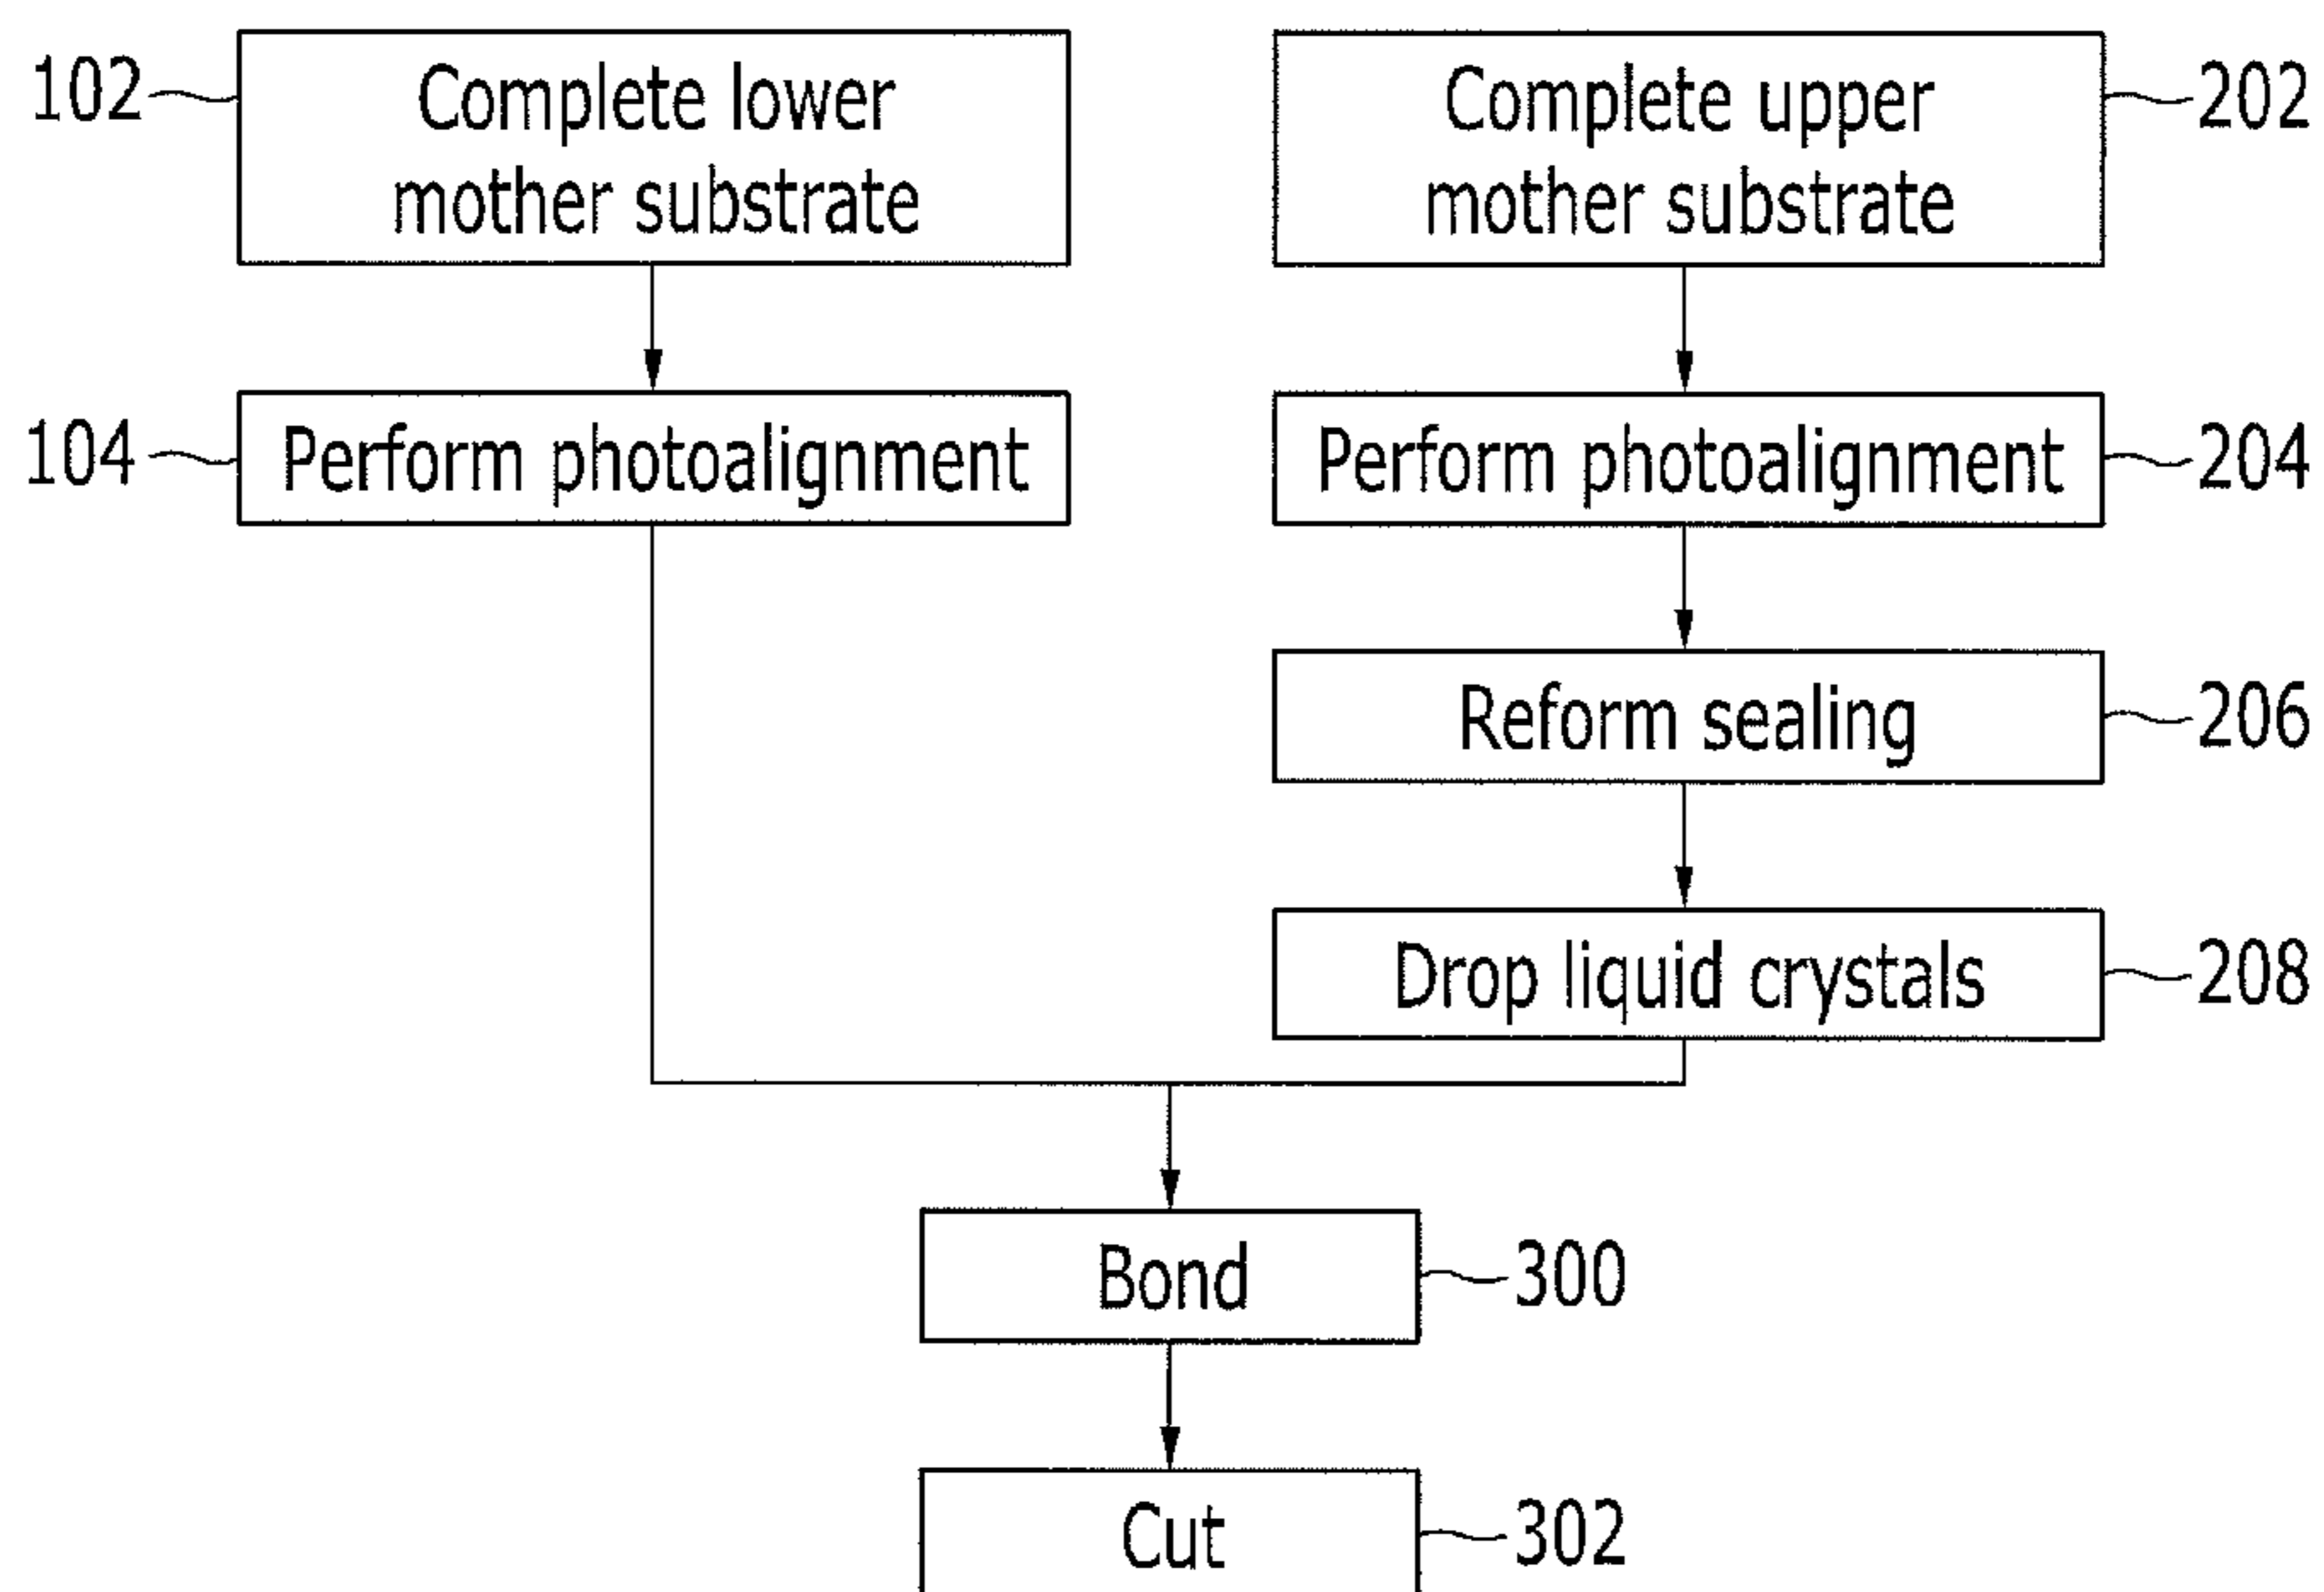 102
Complete lower
mother substrate
Complete upper
mother substrate
202
104
Perform photoalignment
Perform photoalignment
204
Reform sealing
206
Drop liquid crystals
208
Bond
300
Cut
302